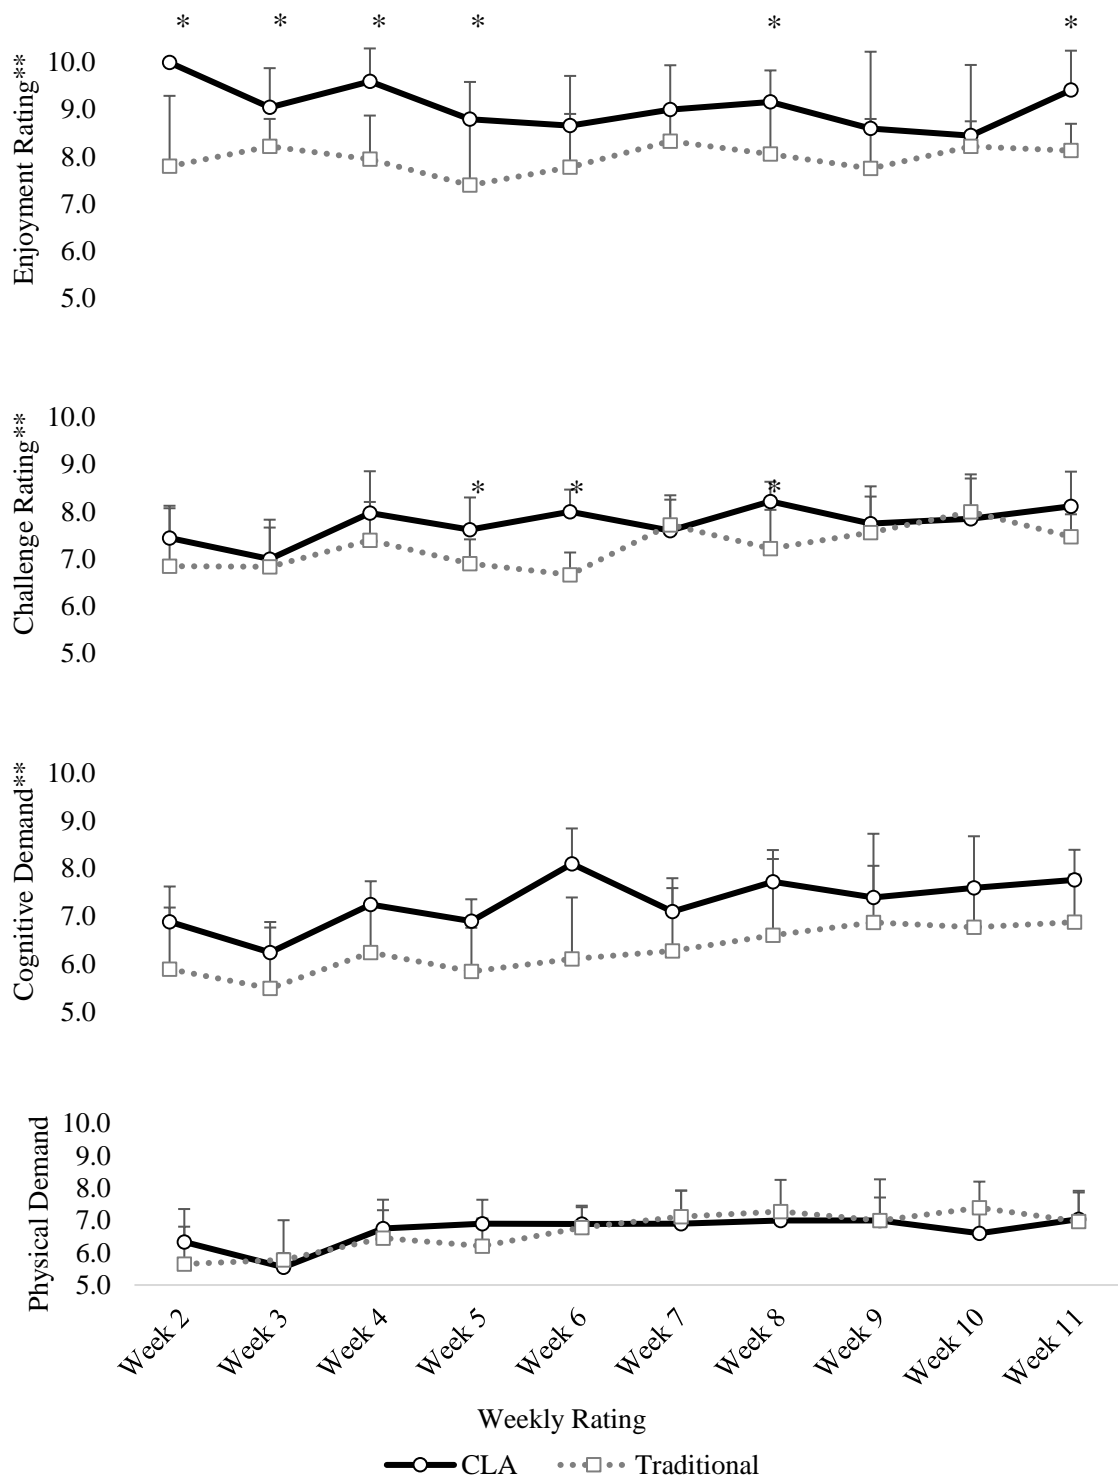 * * * * * *
Enjoyment Rating**
10.0
9.0
8.0
7.0
6.0
5.0
Challenge Rating**
10.0
9.0
8.0
7.0
6.0
5.0
* * *
Cognitive Demand**
10.0
9.0
8.0
7.0
6.0
5.0
Physical Demand
10.0
9.0
8.0
7.0
6.0
5.0
Week 2
Week 3
Week 4
Week 5
Week 6
Week 7
Week 8
Week 9
Week 10
Week 11
Weekly Rating
CLA
Traditional